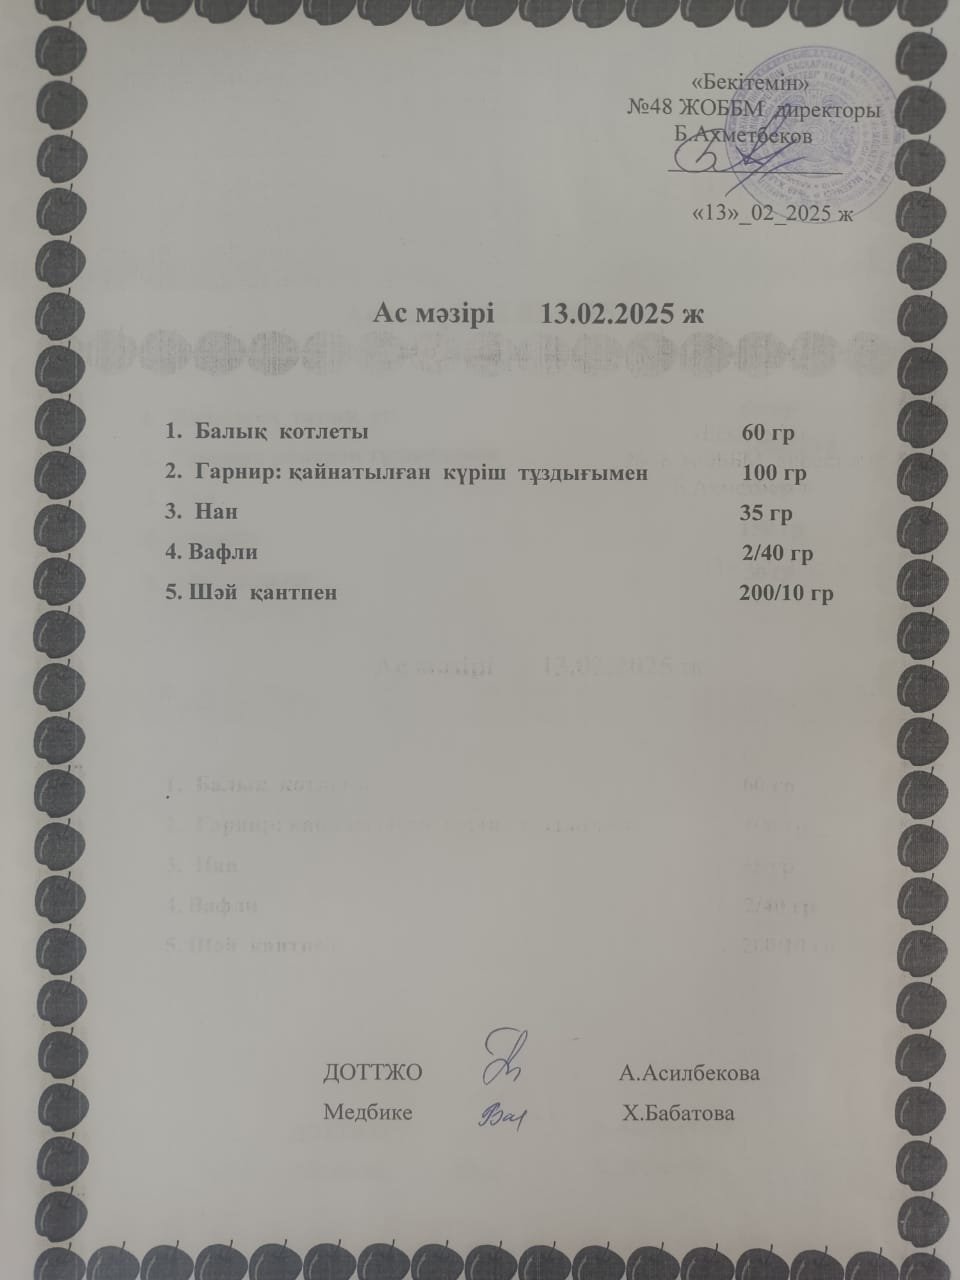 «Бекітемін»
№48 ЖОББМ директоры
Б.Ахметбеков
«13»_02_2025 ж
Ас мәзірі 13.02.2025 ж
1. Балық котлеты 60 гр
2. Гарнир: қайнатылған күріш тұздығымен 100 гр
3. Нан 35 гр
4. Вафли 2/40 гр
5. Шәй қантпен 200/10 гр
ДОТТЖО А.Асилбекова
Медбике Х.Бабатова